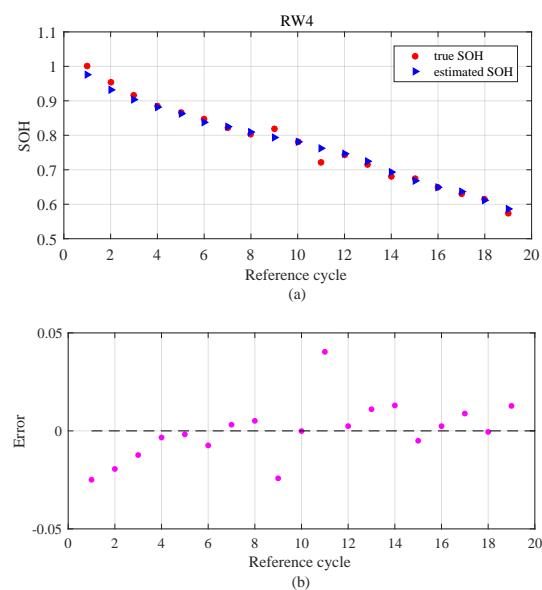 RW4
1.1
1
0.9
0.8
0.7
0.6
0.5
SOH
true SOH
estimated SOH
0 2 4 6 8 10 12 14 16 18 20
Reference cycle
(a)
0.05
0
-0.05
Error
0 2 4 6 8 10 12 14 16 18 20
Reference cycle
(b)